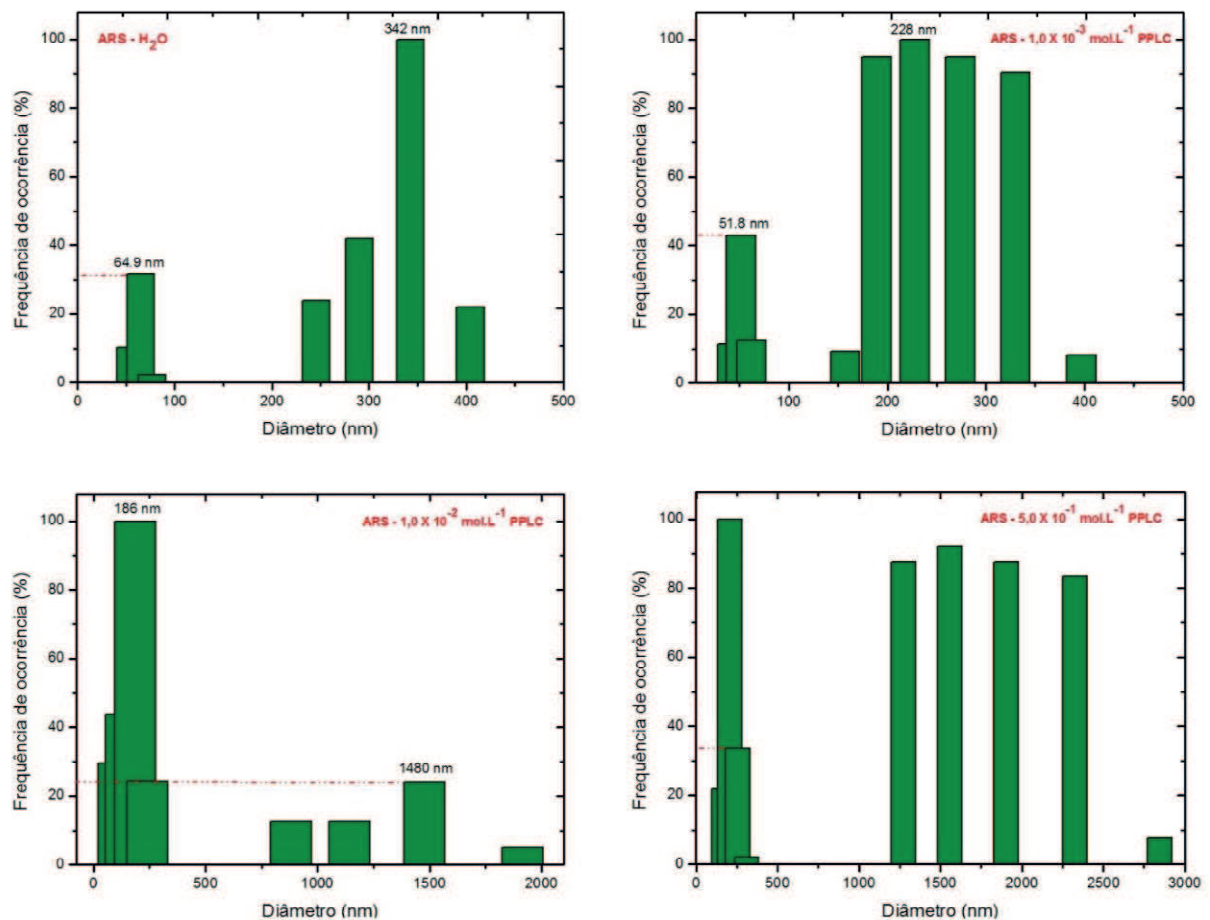 ARS - H2O
342 nm
64.9 nm
Frequência de ocorrência (%)
0
20
40
60
80
100
0 100 200 300 400 500
Diâmetro (nm)
ARS - 1,0 X 10^-3 mol.L^-1 PPLC
228 nm
51.8 nm
Frequência de ocorrência (%)
0
20
40
60
80
100
100 200 300 400 500
Diâmetro (nm)
ARS - 1,0 X 10^-2 mol.L^-1 PPLC
186 nm
1480 nm
Frequência de ocorrência (%)
0
20
40
60
80
100
0 500 1000 1500 2000
Diâmetro (nm)
ARS - 5,0 X 10^-1 mol.L^-1 PPLC
Frequência de ocorrência (%)
0
20
40
60
80
100
0 500 1000 1500 2000 2500 3000
Diâmetro (nm)